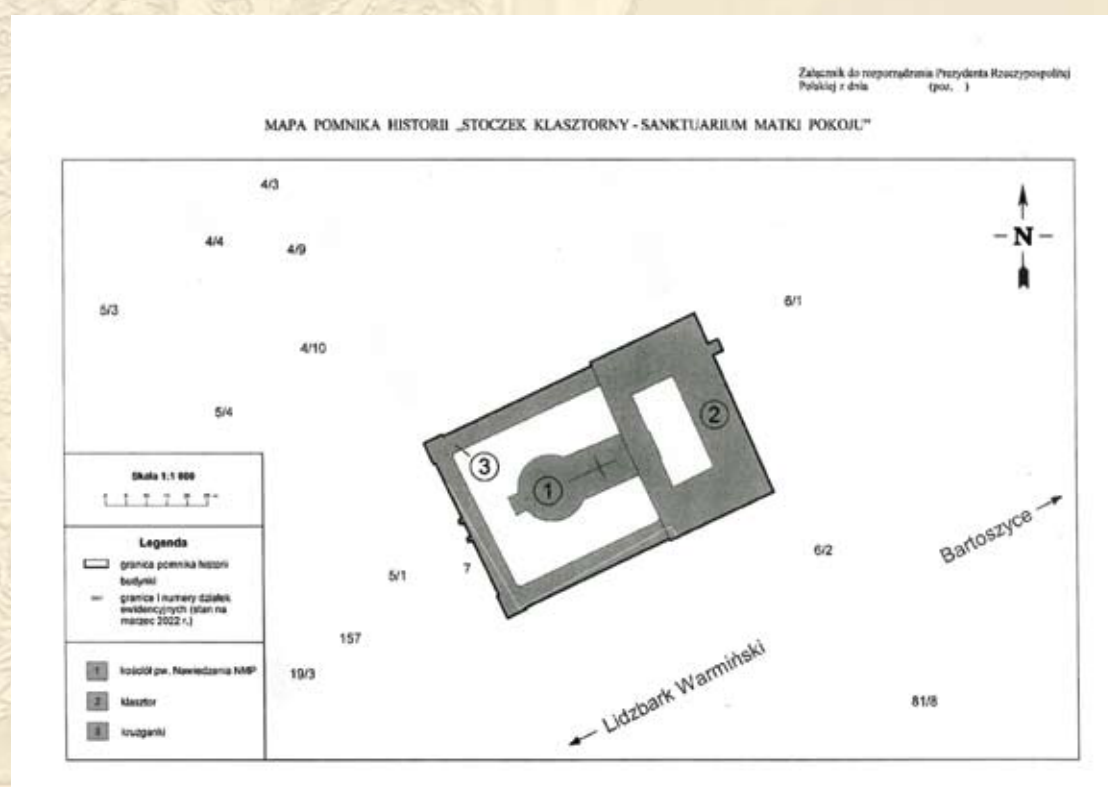 Załącznik do rozporządzenia Prezydenta Rzeczypospolitej
Polskiej z dnia (poz. )
MAPA POMNIKA HISTORII „STOCZEK KLASZTORNY - SANKTUARIUM MATKI POKOJU”
4/3
4/4
4/9
N
5/3
6/1
4/10
5/4
2
3
1
Skala 1:1 000
Bartoszyce
6/2
Legenda
granica pomnika historii
budynki
granice i numery działek
ewidencyjnych (stan na
marzec 2022 r.)
5/1
7
157
19/3
Lidzbark Warmiński
81/8
1 kościół pw. Nawiedzenia NMP
2 klasztor
3 krużganki